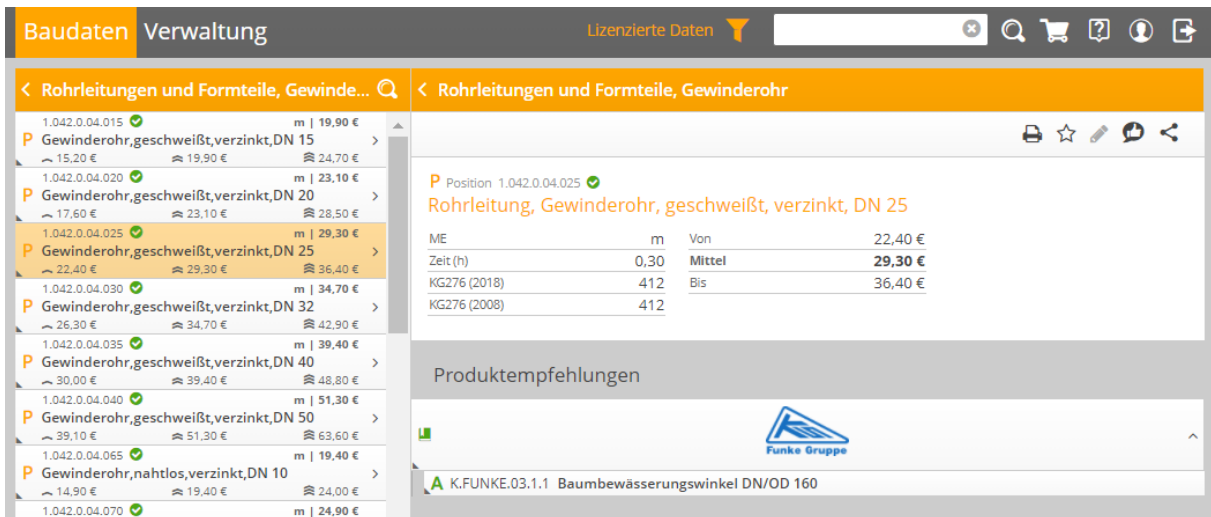 Baudaten Verwaltung Lizenzierte Daten
Rohrleitungen und Formteile, Gewinde...
1.042.0.04.015 m | 19,90 €
P Gewinderohr,geschweißt,verzinkt,DN 15
15,20 € 19,90 € 24,70 €
1.042.0.04.020 m | 23,10 €
P Gewinderohr,geschweißt,verzinkt,DN 20
17,60 € 23,10 € 28,50 €
1.042.0.04.025 m | 29,30 €
P Gewinderohr,geschweißt,verzinkt,DN 25
22,40 € 29,30 € 36,40 €
1.042.0.04.030 m | 34,70 €
P Gewinderohr,geschweißt,verzinkt,DN 32
26,30 € 34,70 € 42,90 €
1.042.0.04.035 m | 39,40 €
P Gewinderohr,geschweißt,verzinkt,DN 40
30,00 € 39,40 € 48,80 €
1.042.0.04.040 m | 51,30 €
P Gewinderohr,geschweißt,verzinkt,DN 50
39,10 € 51,30 € 63,60 €
1.042.0.04.065 m | 19,40 €
P Gewinderohr,nahtlos,verzinkt,DN 10
14,90 € 19,40 € 24,00 €
1.042.0.04.070 m | 24,90 €
Rohrleitungen und Formteile, Gewinderohr
P Position 1.042.0.04.025
Rohrleitung, Gewinderohr, geschweißt, verzinkt, DN 25
ME m Von 22,40 €
Zeit (h) 0,30 Mittel 29,30 €
KG276 (2018) 412 Bis 36,40 €
KG276 (2008) 412
Produktempfehlungen
Funke Gruppe
A K.FUNKE.03.1.1 Baumbewässerungswinkel DN/OD 160